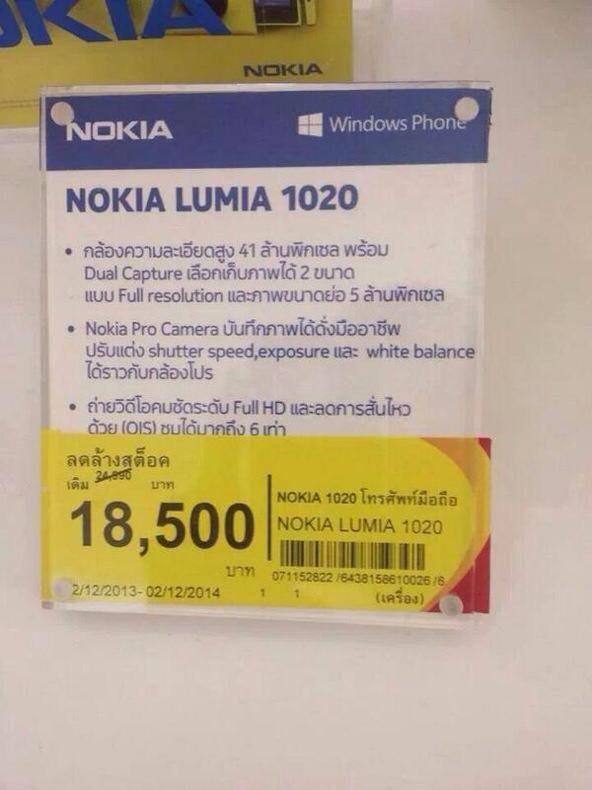 NOKIA
NOKIA
Windows Phone
NOKIA LUMIA 1020
• กล้องความละเอียดสูง 41 ล้านพิกเซล พร้อม
Dual Capture เลือกเก็บภาพได้ 2 ขนาด
แบบ Full resolution และภาพขนาดย่อ 5 ล้านพิกเซล
• Nokia Pro Camera บันทึกภาพได้ดั่งมืออาชีพ
ปรับแต่ง shutter speed,exposure และ white balance
ได้ราวกับกล้องโปร
• ถ่ายวิดีโอคมชัดระดับ Full HD และลดการสั่นไหว
ด้วย (OIS) ซูมได้มากถึง 6 เท่า
ลดล้างสต็อค
เดิม 24,990 บาท
18,500
บาท
2/12/2013- 02/12/2014 1 1
NOKIA 1020 โทรศัพท์มือถือ
NOKIA LUMIA 1020
071152822 /6438158610026 /6
(เครื่อง)